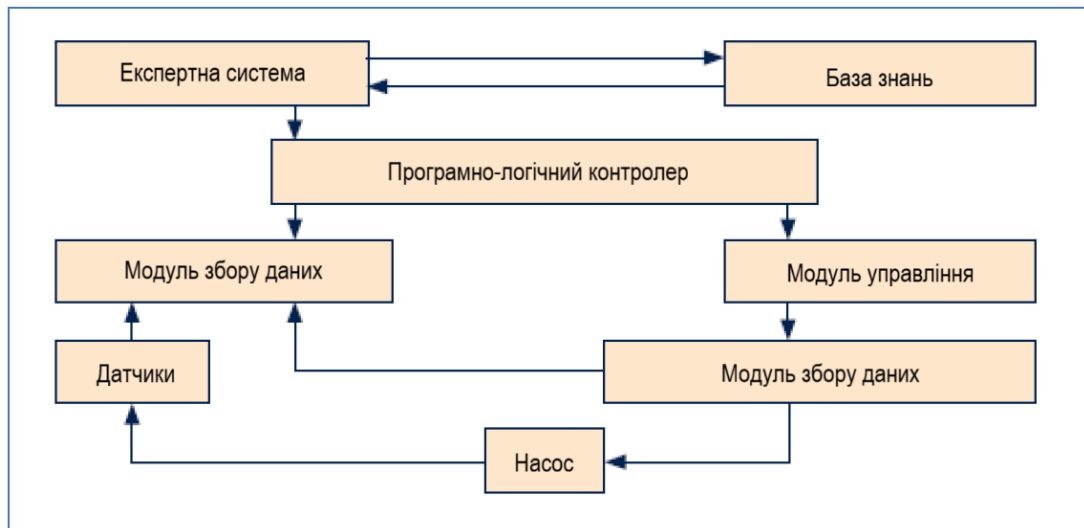 Експертна система
База знань
Програмно-логічний контролер
Модуль збору даних
Модуль управління
Датчики
Модуль збору даних
Насос